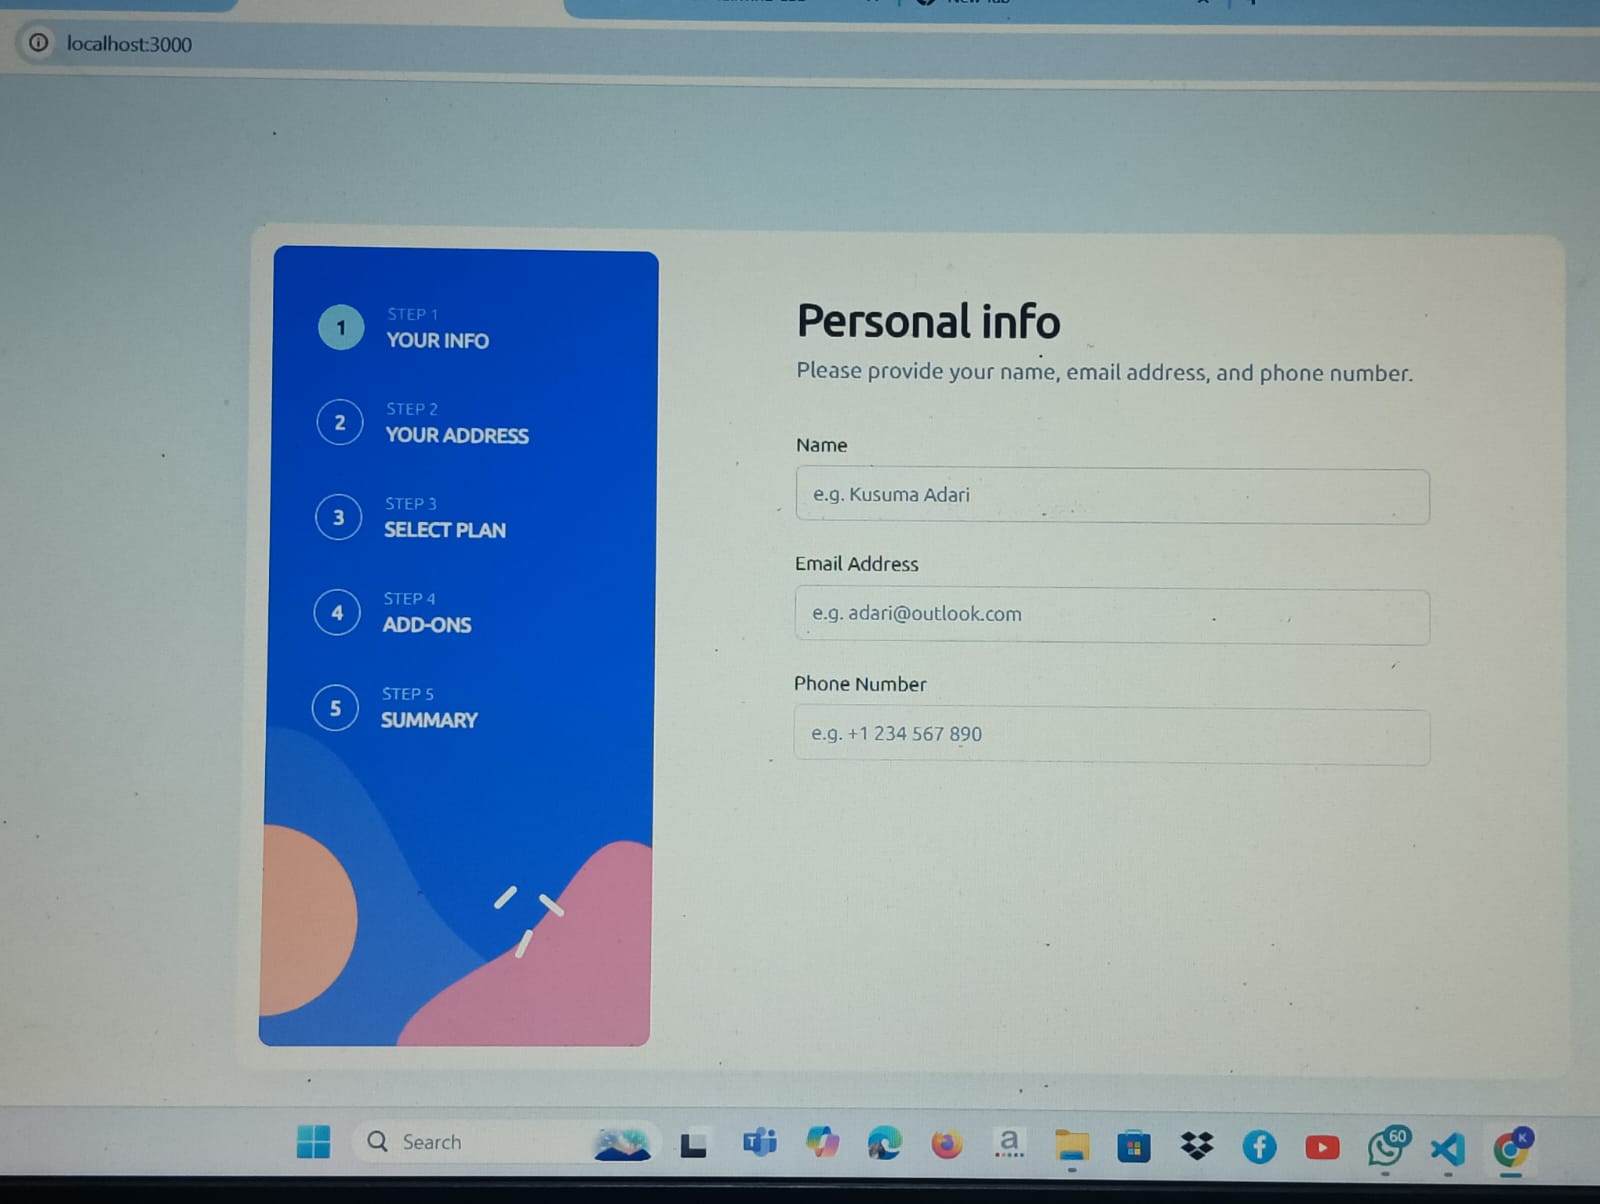 localhost:3000
1
STEP 1
YOUR INFO
2
STEP 2
YOUR ADDRESS
3
STEP 3
SELECT PLAN
4
STEP 4
ADD-ONS
5
STEP 5
SUMMARY
Personal info
Please provide your name, email address, and phone number.
Name
e.g. Kusuma Adari
Email Address
e.g. adari@outlook.com
Phone Number
e.g. +1 234 567 890
Search
a
60
K